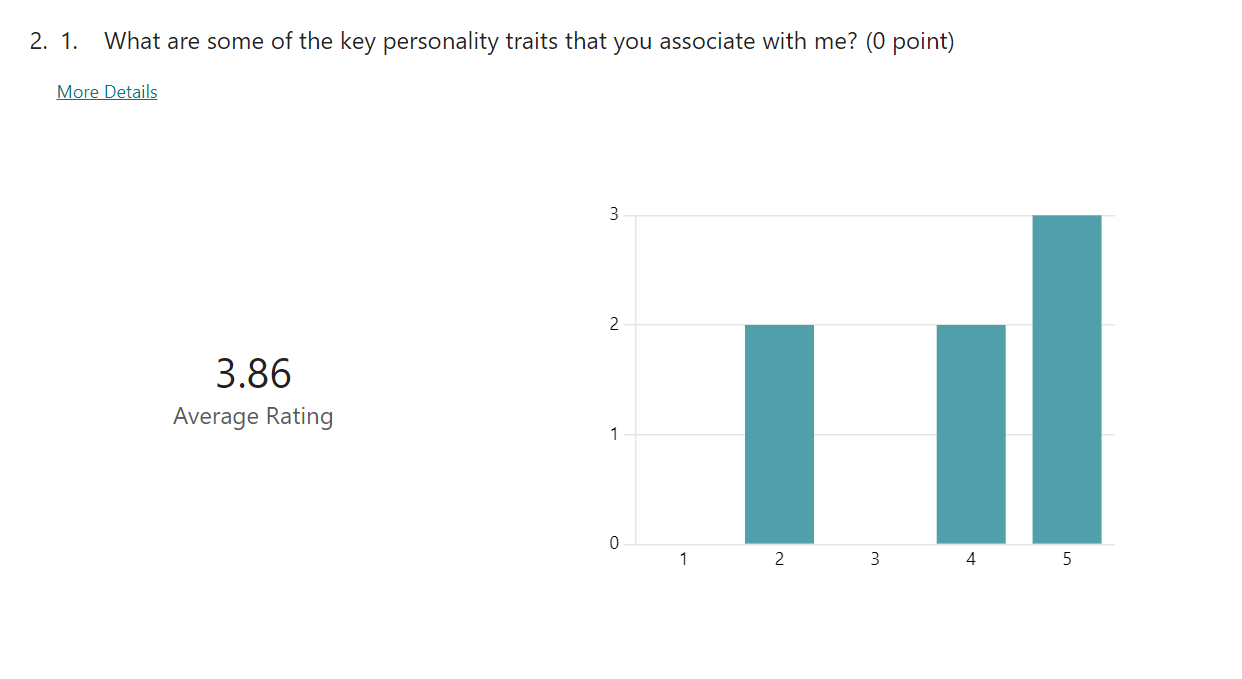 2. 1. What are some of the key personality traits that you associate with me? (0 point)
More Details
3
2
3.86
Average Rating
1
0
1 2 3 4 5